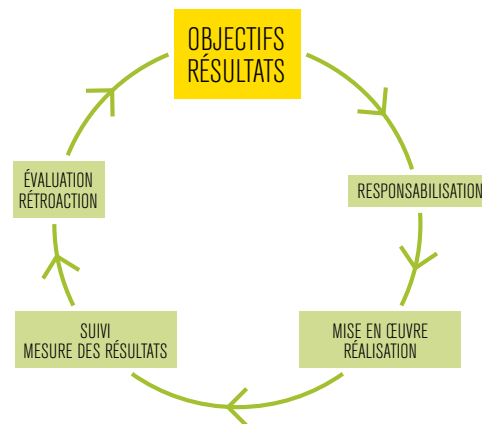 OBJECTIFS
RÉSULTATS
RESPONSABILISATION
MISE EN ŒUVRE
RÉALISATION
SUIVI
MESURE DES RÉSULTATS
ÉVALUATION
RÉTROACTION